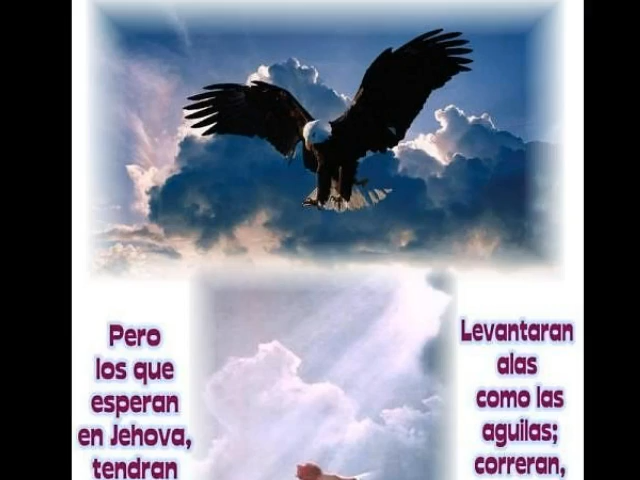 Pero
los que
esperan
en Jehova,
tendran
Levantaran
alas
como las
aguilas;
correran,